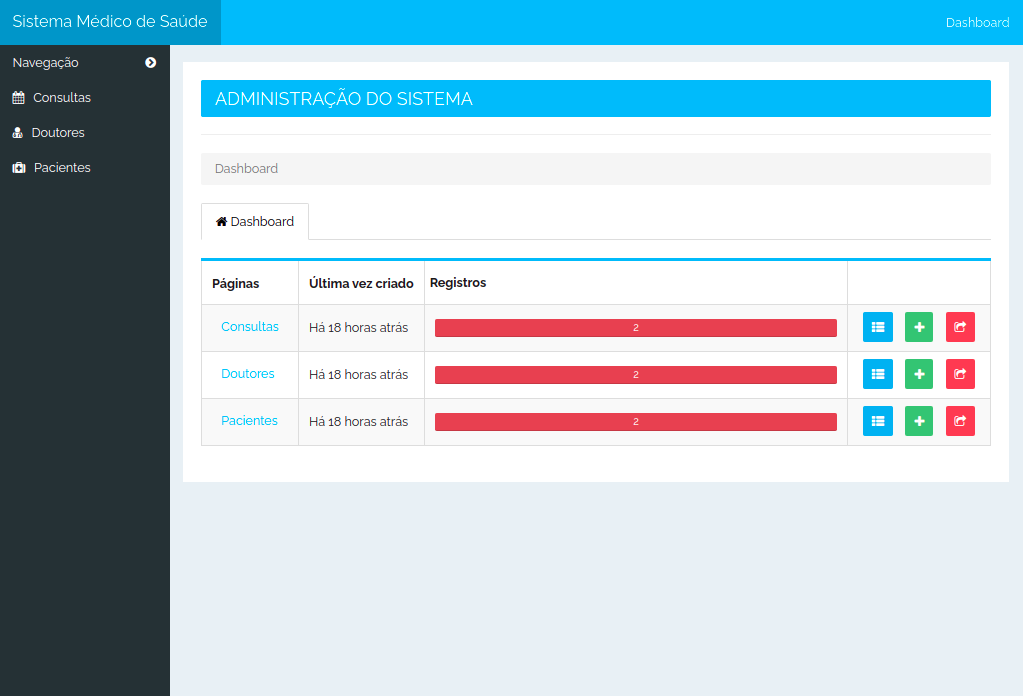 Sistema Médico de Saúde
Dashboard
Navegação
Consultas
Doutores
Pacientes
ADMINISTRAÇÃO DO SISTEMA
Dashboard
Dashboard
Páginas Última vez criado Registros
Consultas Há 18 horas atrás 2
Doutores Há 18 horas atrás 2
Pacientes Há 18 horas atrás 2